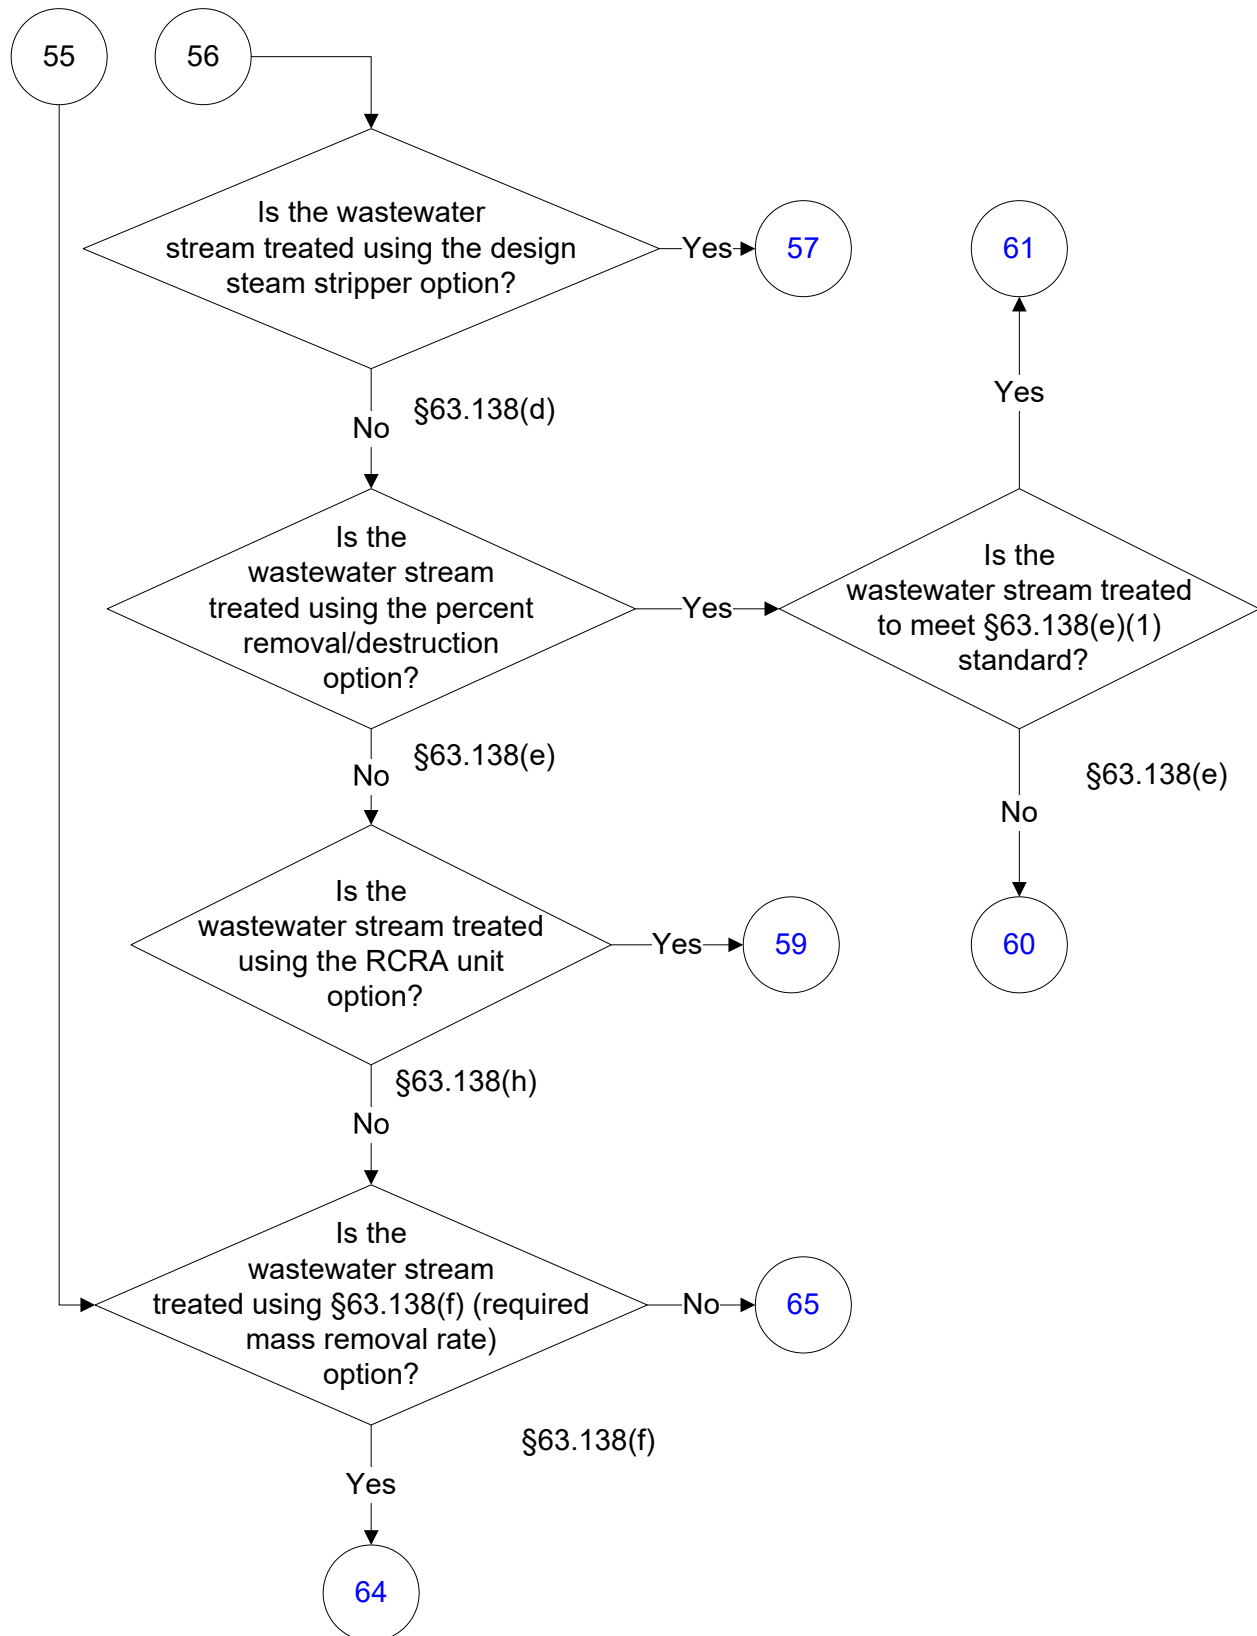 55
56
Is the wastewater
stream treated using the design
steam stripper option?
Yes
57
61
§63.138(d)
No
Yes
Is the
wastewater stream
treated using the percent
removal/destruction
option?
Yes
Is the
wastewater stream treated
to meet §63.138(e)(1)
standard?
§63.138(e)
No
§63.138(e)
No
Is the
wastewater stream treated
using the RCRA unit
option?
Yes
59
60
§63.138(h)
No
Is the
wastewater stream
treated using §63.138(f) (required
mass removal rate)
option?
No
65
§63.138(f)
Yes
64